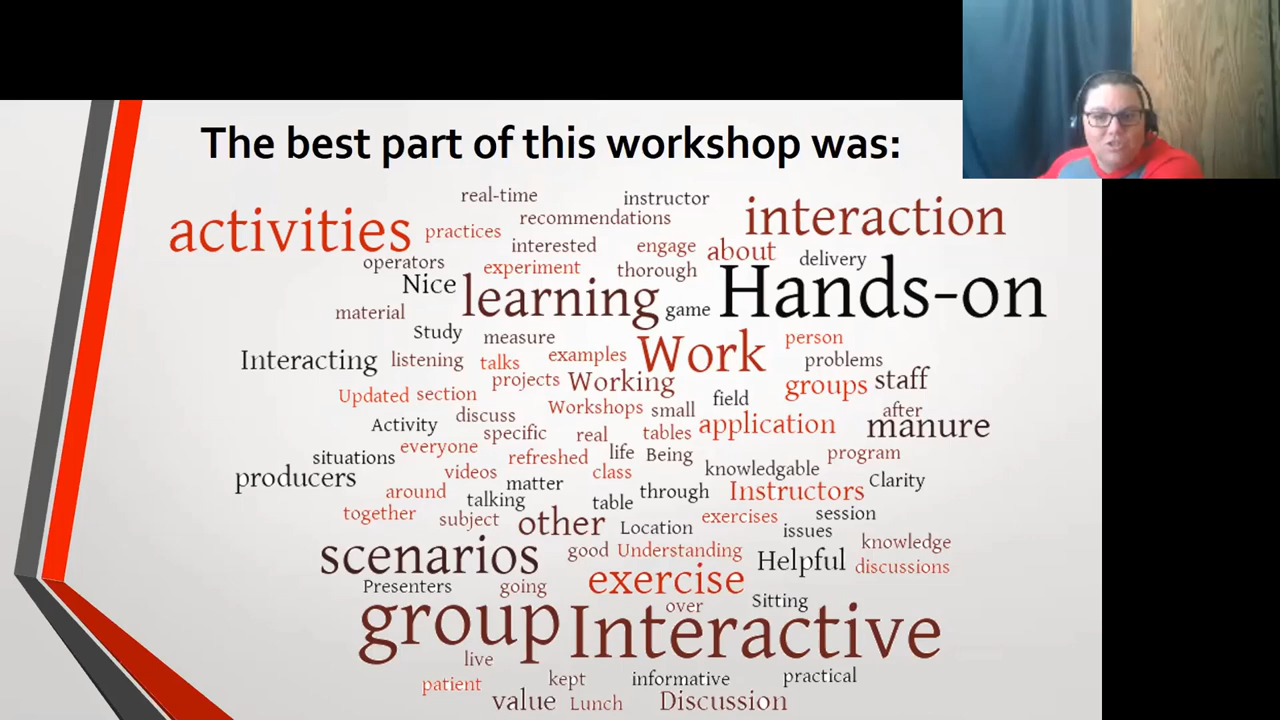 The best part of this workshop was:
real-time instructor
activities practices recommendations interaction
operators interested engage about delivery
Nice experiment thorough
material learning game Hands-on
Study measure Work person
Interacting listening talks examples problems
projects Working groups staff
Updated section field
Activity discuss Workshops small application after manure
situations everyone specific real tables
producers refreshed life Being program
videos class knowledgable Clarity
around talking matter table through Instructors
together subject other Location exercises session
issues
scenarios good Understanding Helpful knowledge
Presenters going exercise discussions
group over Sitting
Interactive
live
patient kept informative practical
value Lunch Discussion